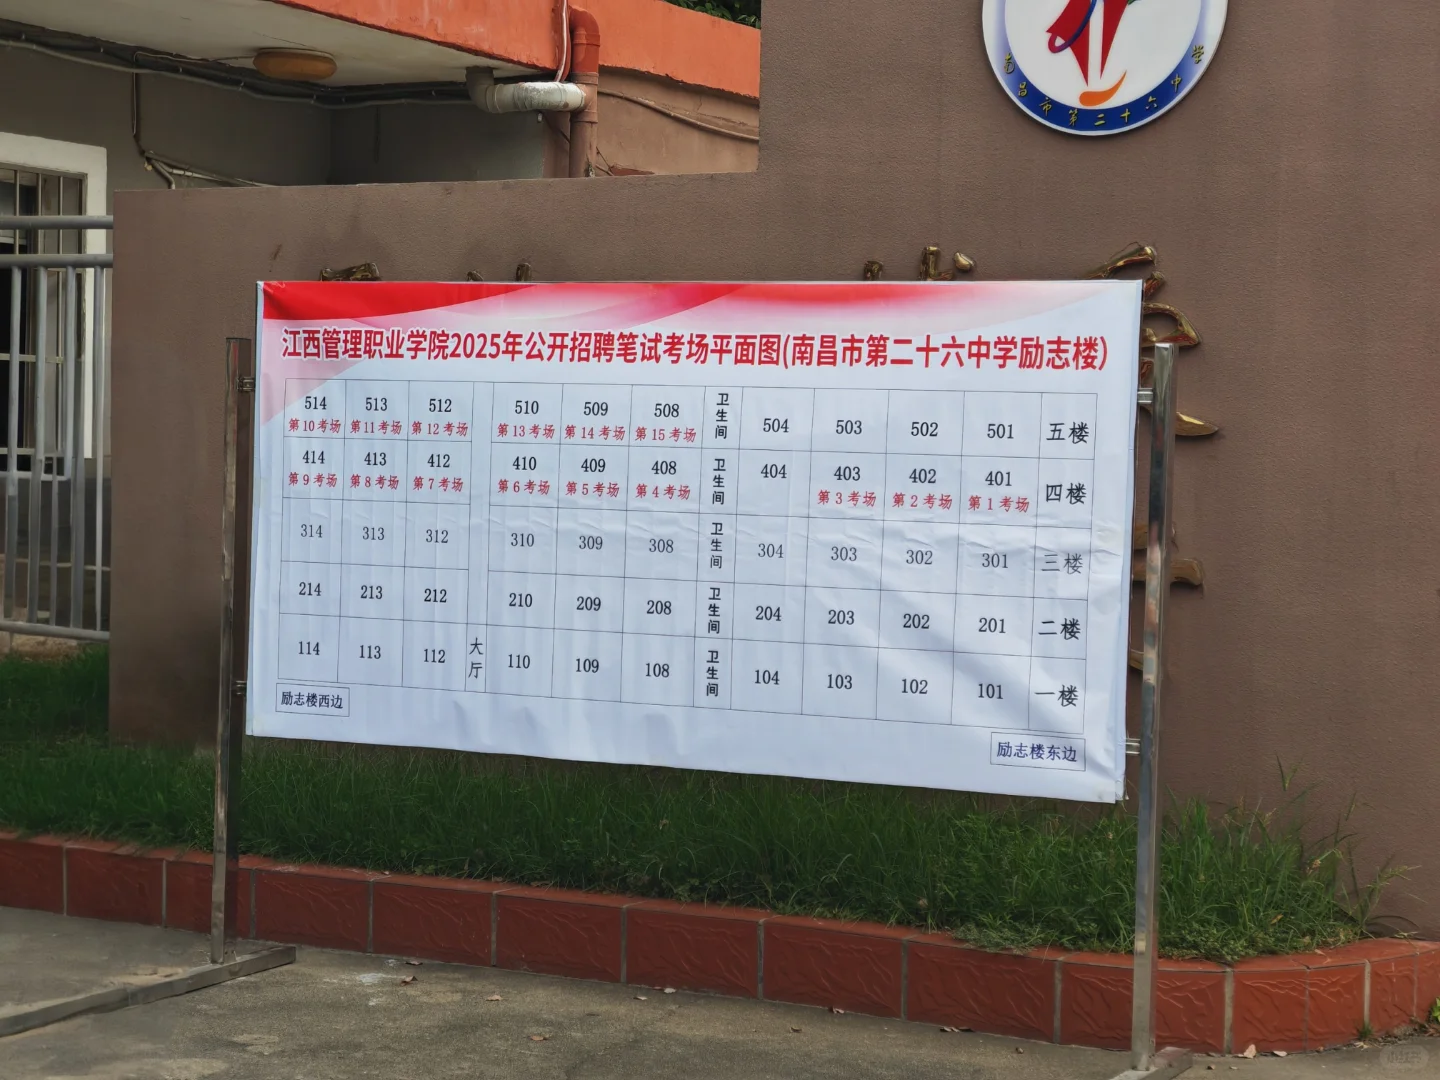 南昌市第二十六中学
江西管理职业学院2025年公开招聘笔试考场平面图(南昌市第二十六中学励志楼)
514 513 512 510 509 508 卫生间 504 503 502 501 五楼
第10考场 第11考场 第12考场 第13考场 第14考场 第15考场
414 413 412 410 409 408 卫生间 404 403 402 401 四楼
第9考场 第8考场 第7考场 第6考场 第5考场 第4考场 第3考场 第2考场 第1考场
314 313 312 310 309 308 卫生间 304 303 302 301 三楼
214 213 212 210 209 208 卫生间 204 203 202 201 二楼
114 113 112 大厅 110 109 108 卫生间 104 103 102 101 一楼
励志楼西边
励志楼东边